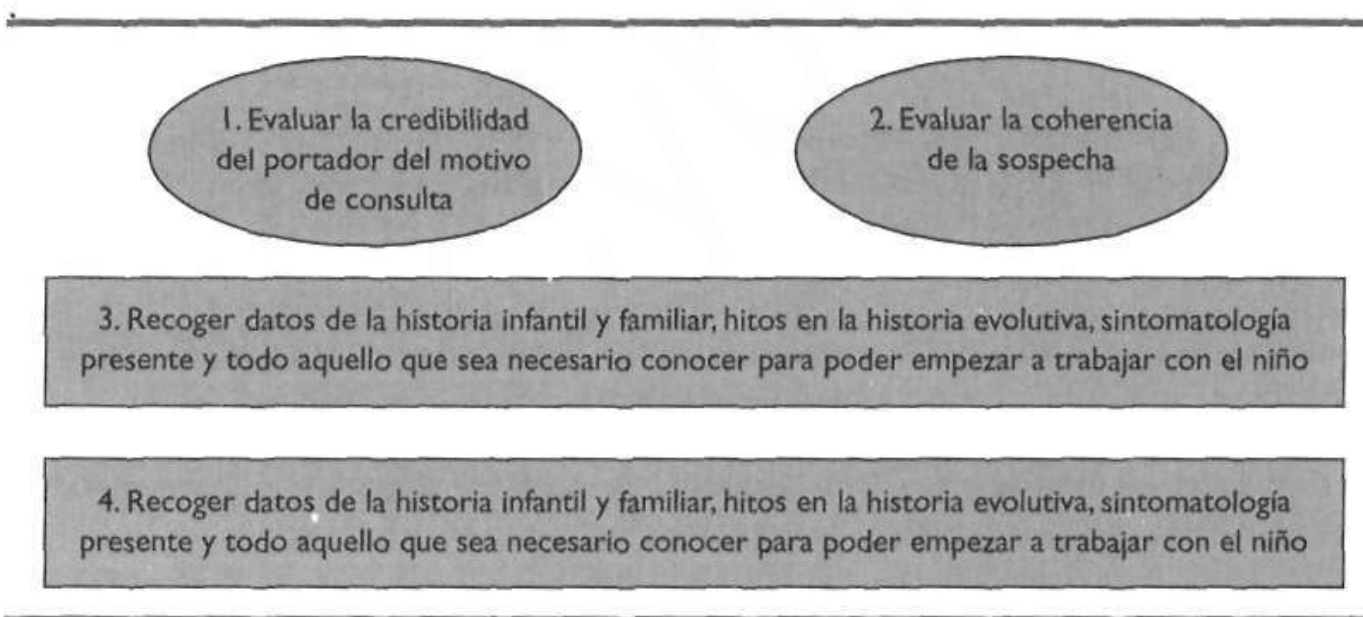 1. Evaluar la credibilidad
del portador del motivo
de consulta
2. Evaluar la coherencia
de la sospecha
3. Recoger datos de la historia infantil y familiar, hitos en la historia evolutiva, sintomatología
presente y todo aquello que sea necesario conocer para poder empezar a trabajar con el niño
4. Recoger datos de la historia infantil y familiar, hitos en la historia evolutiva, sintomatología
presente y todo aquello que sea necesario conocer para poder empezar a trabajar con el niño